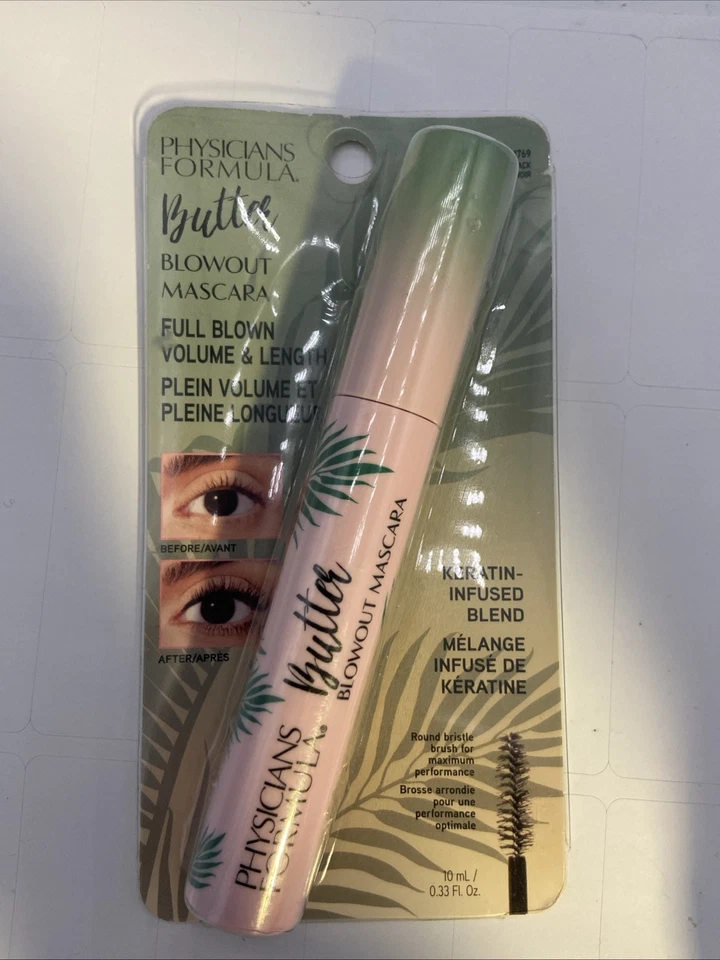 PHYSICIANS
FORMULA®
Butter
BLOWOUT
MASCARA
FULL BLOWN
VOLUME & LENGTH
PLEIN VOLUME ET
PLEINE LONGUEUR
BEFORE/AVANT
AFTER/APRÈS
PHYSICIANS
FORMULA®
Butter
BLOWOUT MASCARA
KERATIN-
INFUSED
BLEND
MÉLANGE
INFUSÉ DE
KÉRATINE
Round bristle
brush for
maximum
performance
Brosse arrondie
pour une
performance
optimale
10 mL /
0.33 Fl. Oz.